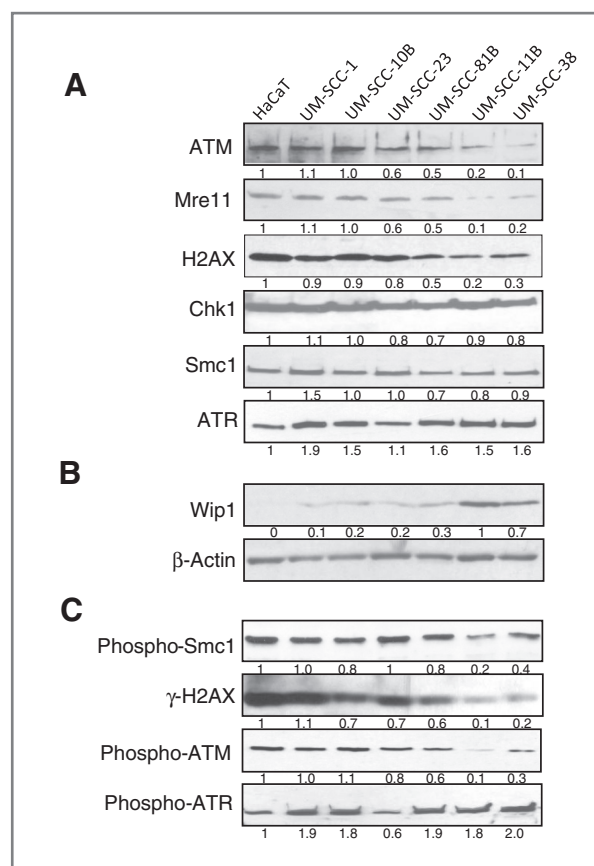 A
HaCaT UM-SCC-1 UM-SCC-10B UM-SCC-23 UM-SCC-81B UM-SCC-11B UM-SCC-38
ATM
1 1.1 1.0 0.6 0.5 0.2 0.1
Mre11
1 1.1 1.0 0.6 0.5 0.1 0.2
H2AX
1 0.9 0.9 0.8 0.5 0.2 0.3
Chk1
1 1.1 1.0 0.8 0.7 0.9 0.8
Smc1
1 1.5 1.0 1.0 0.7 0.8 0.9
ATR
1 1.9 1.5 1.1 1.6 1.5 1.6
B
Wip1
0 0.1 0.2 0.2 0.3 1 0.7
β-Actin
C
Phospho-Smc1
1 1.0 0.8 1 0.8 0.2 0.4
γ-H2AX
1 1.1 0.7 0.7 0.6 0.1 0.2
Phospho-ATM
1 1.0 1.1 0.8 0.6 0.1 0.3
Phospho-ATR
1 1.9 1.8 0.6 1.9 1.8 2.0